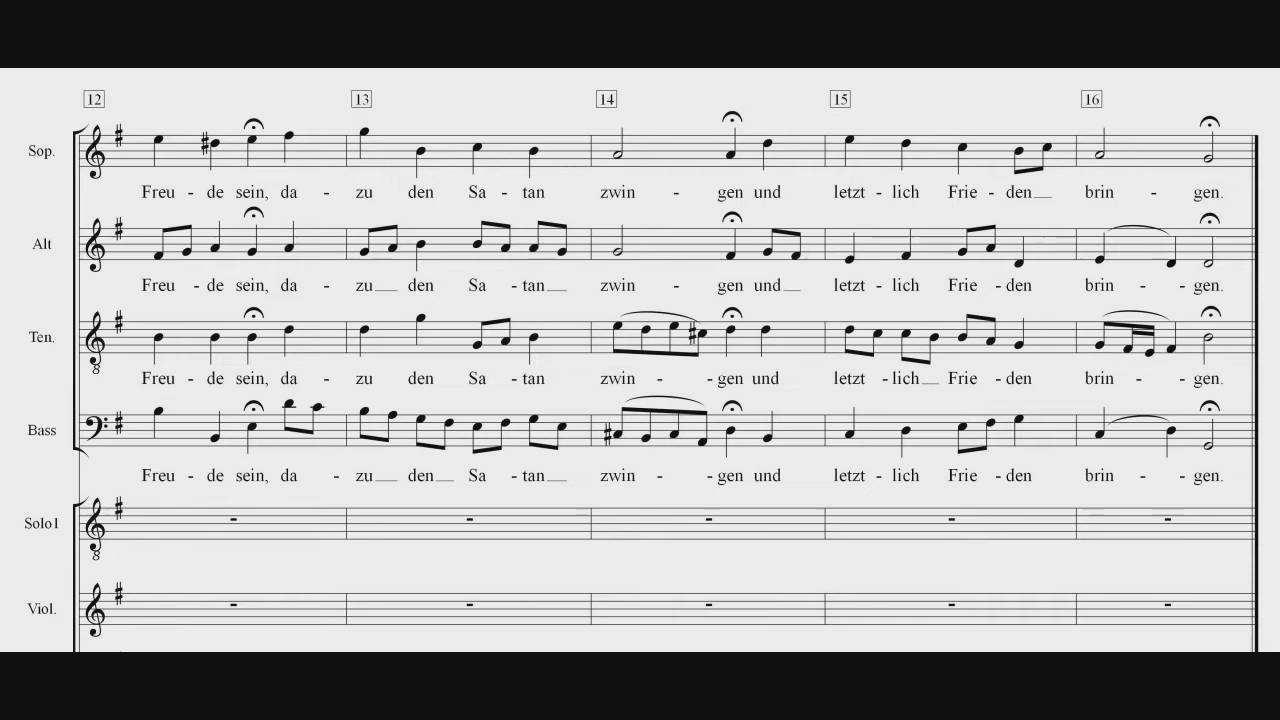 12 13 14 15 16
Sop.
Freu - de sein, da - zu den Sa - tan zwin - gen und letzt - lich Frie - den brin - gen.
Alt
Freu - de sein, da - zu den Sa - tan zwin - gen und letzt - lich Frie - den brin - - gen.
Ten.
Freu - de sein, da - zu den Sa - tan zwin - - gen und letzt - lich Frie - den brin - - gen.
Bass
Freu - de sein, da - zu den Sa - tan zwin - - gen und letzt - lich Frie - den brin - - gen.
Solo1
Viol.